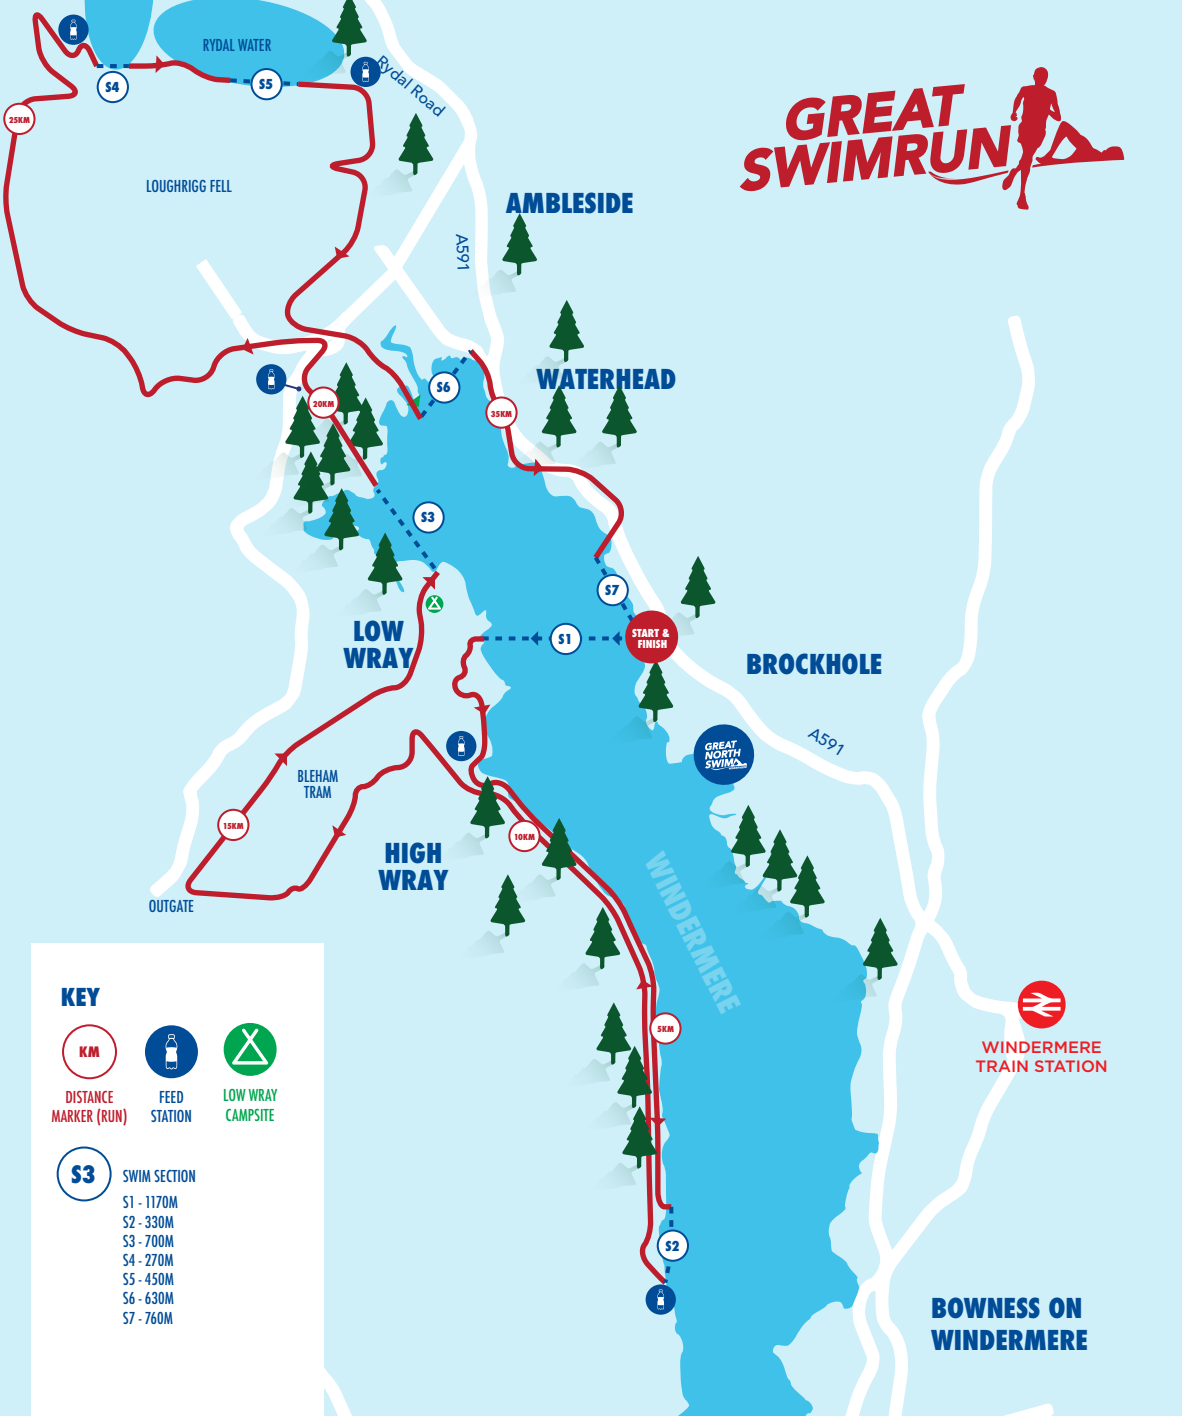 RYDAL WATER
S4
S5
Rydal Road
25KM
LOUGHRIGG FELL
GREAT
SWIMRUN
AMBLESIDE
A591
S6
WATERHEAD
20KM
35KM
S3
S7
S1
START &
FINISH
LOW
WRAY
BROCKHOLE
A591
GREAT
NORTH
SWIM
BLEHAM
TRAM
15KM
10KM
HIGH
WRAY
WINDERMERE
OUTGATE
5KM
WINDERMERE
TRAIN STATION
S2
BOWNESS ON
WINDERMERE
KEY
KM
DISTANCE
MARKER (RUN)
FEED
STATION
LOW WRAY
CAMPSITE
S3
SWIM SECTION
S1 - 1170M
S2 - 330M
S3 - 700M
S4 - 270M
S5 - 450M
S6 - 630M
S7 - 760M